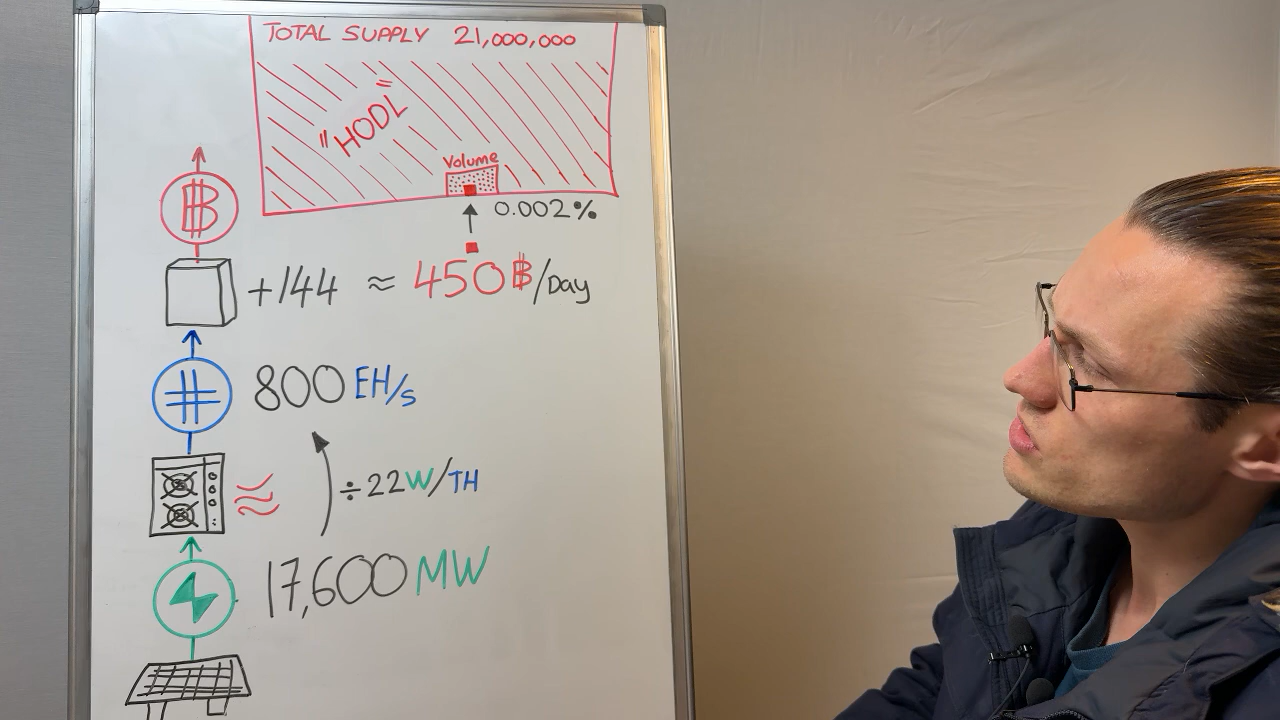 TOTAL SUPPLY 21,000,000
"HODL"
Volume
0.002%
₿
+144 ≈ 450 ₿/Day
# 800 EH/s
≈ ÷22W/TH
17,600 MW